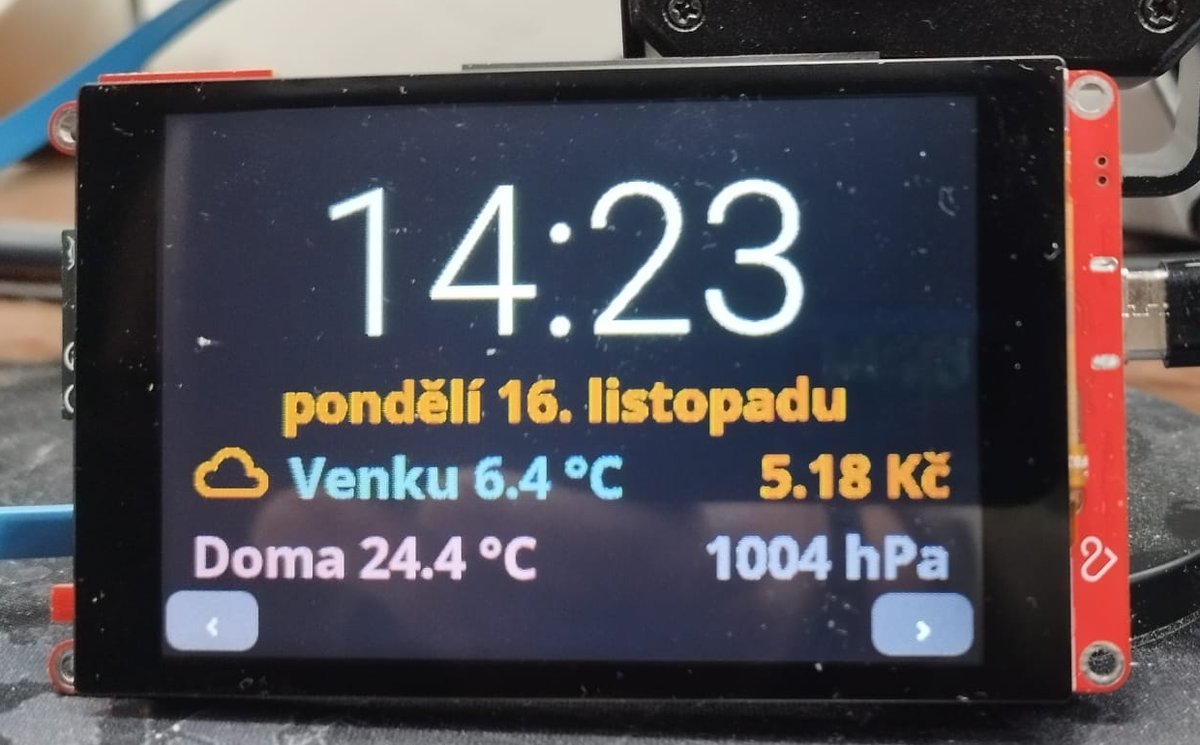 14:23
pondělí 16. listopadu
Venku 6.4 °C 5.18 Kč
Doma 24.4 °C 1004 hPa
‹ ›